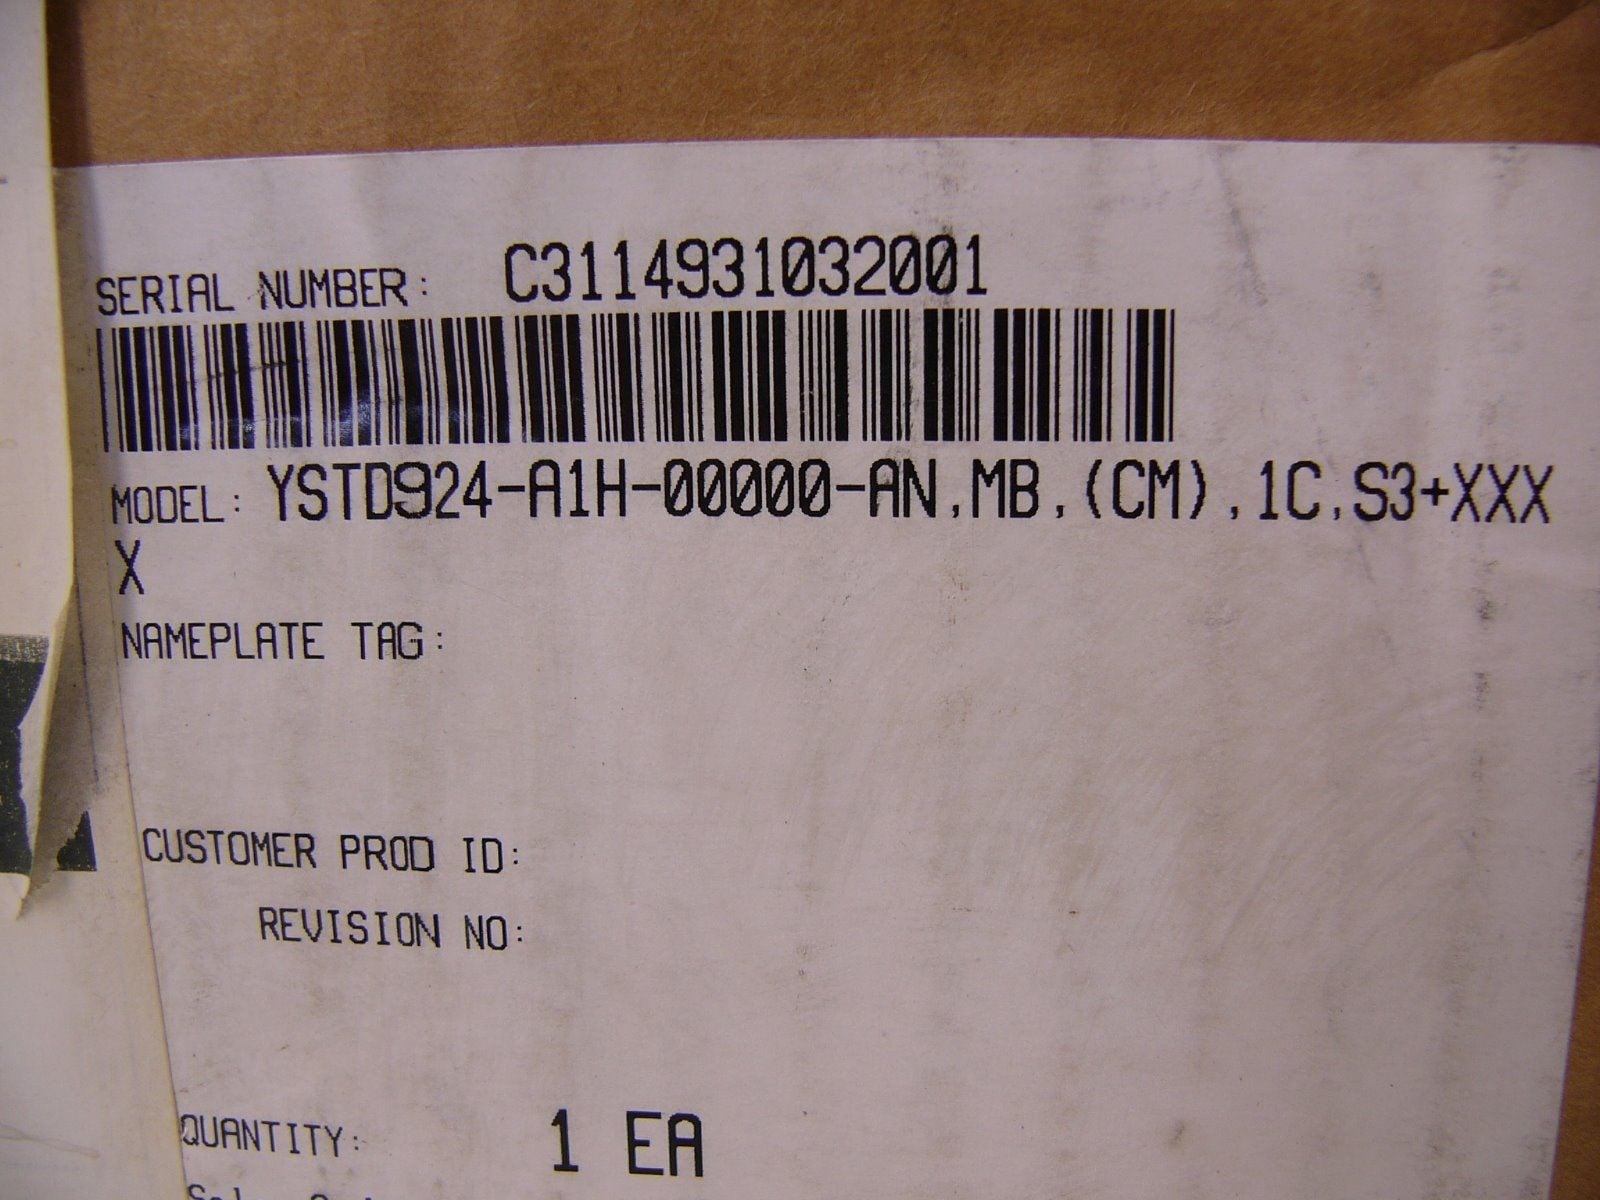 SERIAL NUMBER: C3114931032001
MODEL: YSTD924-A1H-00000-AN,MB,(CM),1C,S3+XXX
X
NAMEPLATE TAG:
CUSTOMER PROD ID:
REVISION NO:
QUANTITY: 1 EA